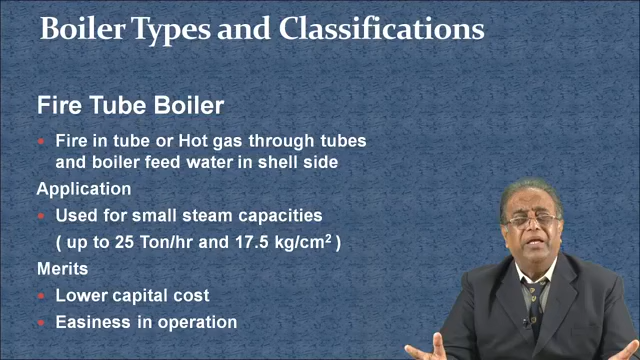 Boiler Types and Classifications
Fire Tube Boiler
• Fire in tube or Hot gas through tubes
and boiler feed water in shell side
Application
• Used for small steam capacities
( up to 25 Ton/hr and 17.5 kg/cm² )
Merits
• Lower capital cost
• Easiness in operation